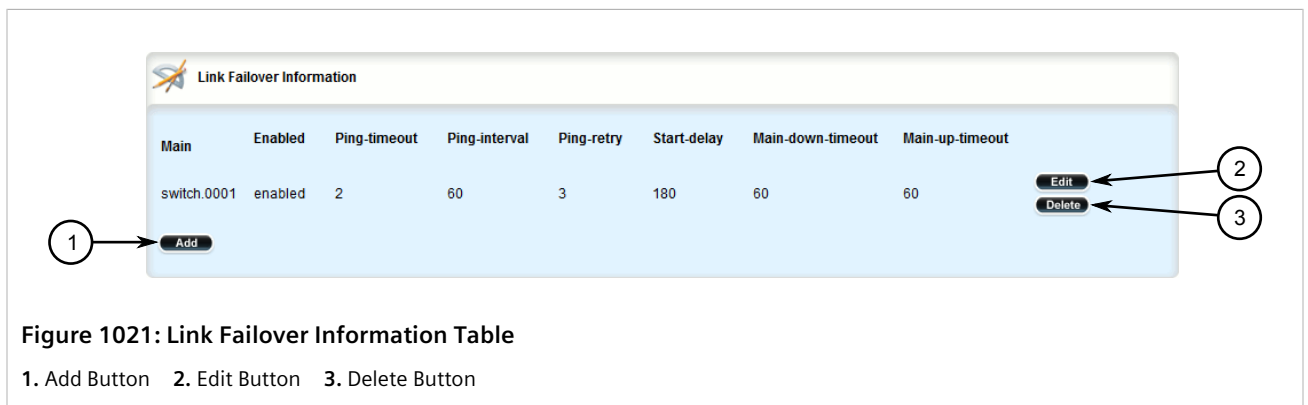 Link Failover Information
Main Enabled Ping-timeout Ping-interval Ping-retry Start-delay Main-down-timeout Main-up-timeout
switch.0001 enabled 2 60 3 180 60 60
Edit 2
Delete 3
1 Add
Figure 1021: Link Failover Information Table
1. Add Button 2. Edit Button 3. Delete Button